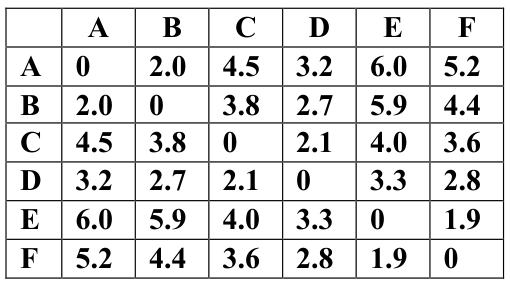 A B C D E F
A 0 2.0 4.5 3.2 6.0 5.2
B 2.0 0 3.8 2.7 5.9 4.4
C 4.5 3.8 0 2.1 4.0 3.6
D 3.2 2.7 2.1 0 3.3 2.8
E 6.0 5.9 4.0 3.3 0 1.9
F 5.2 4.4 3.6 2.8 1.9 0